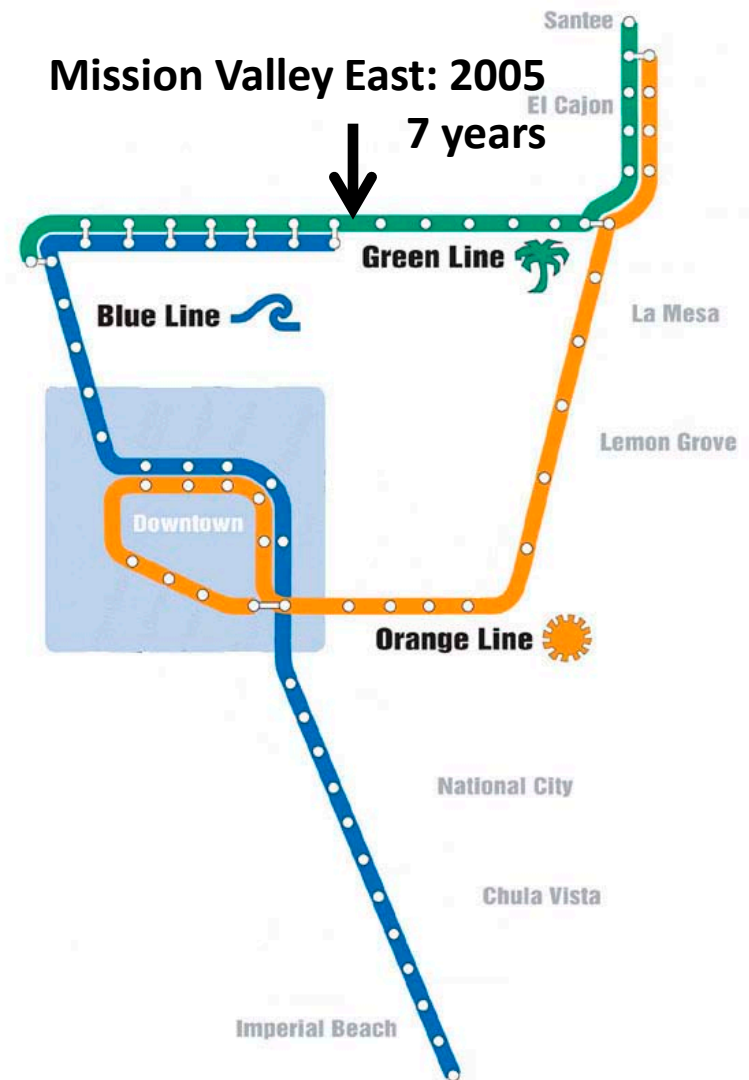 Santee
Mission Valley East: 2005
El Cajon
7 years
Green Line
Blue Line
La Mesa
Lemon Grove
Downtown
Orange Line
National City
Chula Vista
Imperial Beach